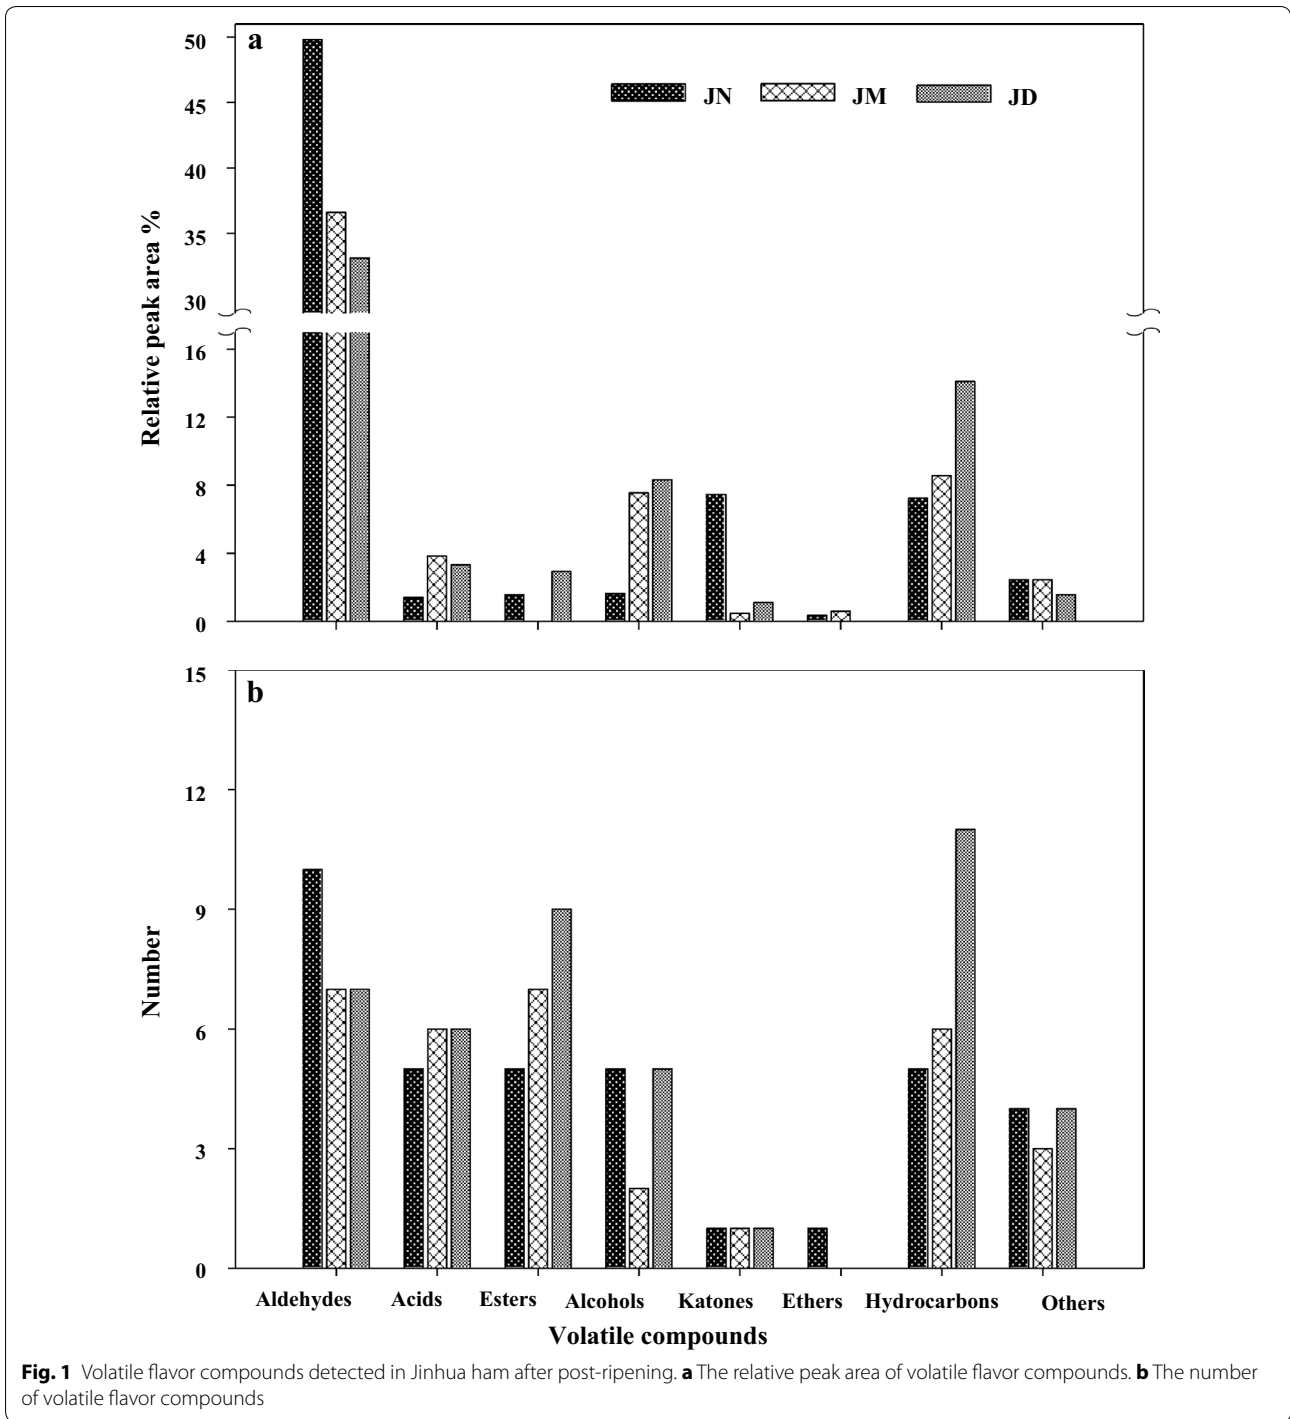 a
JN JM JD
50
45
40
35
30
16
12
8
4
0
Relative peak area %
b
15
12
9
6
3
0
Number
Aldehydes Acids Esters Alcohols Katones Ethers Hydrocarbons Others
Volatile compounds
Fig. 1 Volatile flavor compounds detected in Jinhua ham after post-ripening. a The relative peak area of volatile flavor compounds. b The number
of volatile flavor compounds